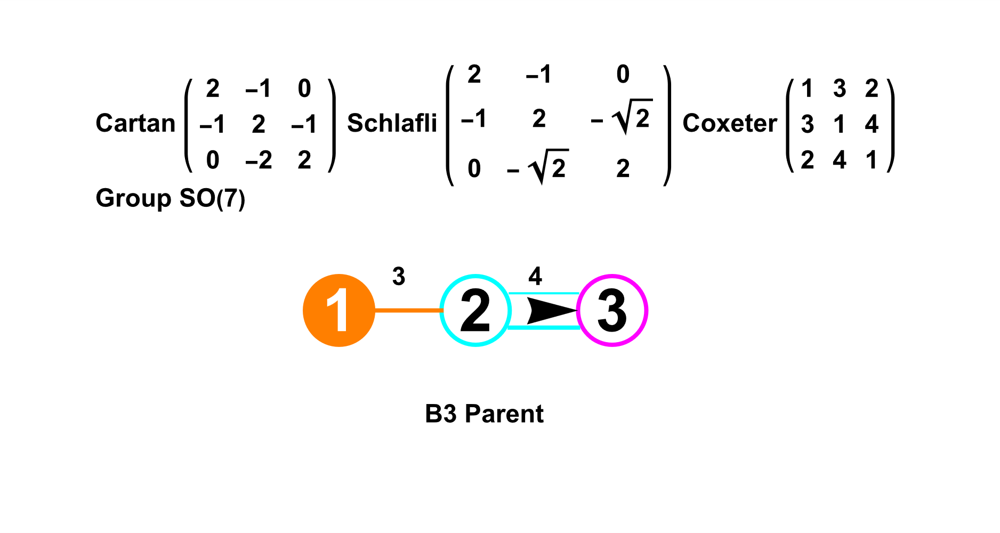 2 –1 0
2 –1 0 1 3 2
Cartan –1 2 –1 Schlafli –1 2 – √2 Coxeter 3 1 4
0 –2 2 0 – √2 2 2 4 1
Group SO(7)
3 4
1 2 3
B3 Parent